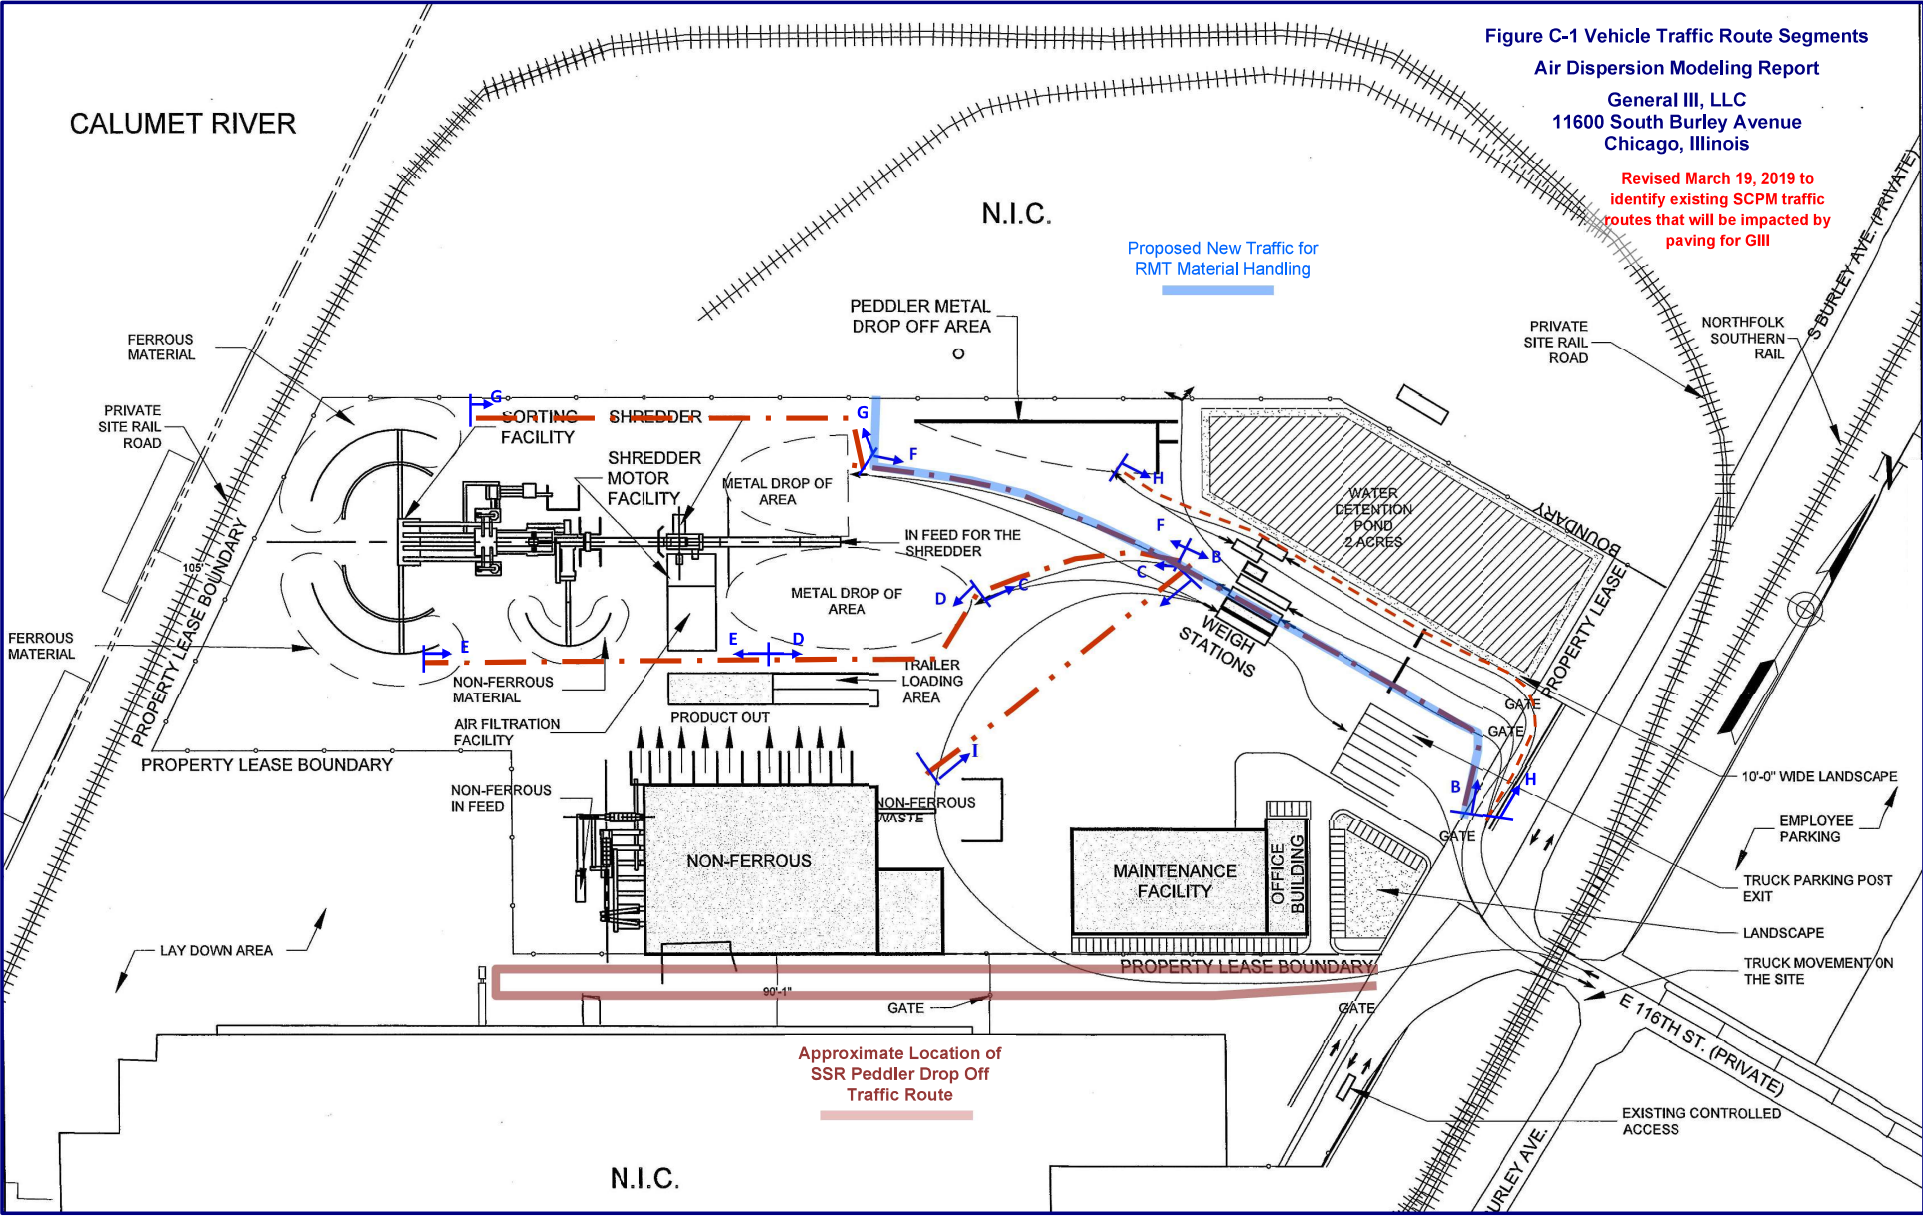 Figure C-1 Vehicle Traffic Route Segments
Air Dispersion Modeling Report
General III, LLC
11600 South Burley Avenue
Chicago, Illinois
Revised March 19, 2019 to
identify existing SCPM traffic
routes that will be impacted by
paving for GIII
CALUMET RIVER
N.I.C.
Proposed New Traffic for
RMT Material Handling
S BURLEY AVE. (PRIVATE)
PEDDLER METAL
DROP OFF AREA
PRIVATE
SITE RAIL
ROAD
NORTHFOLK
SOUTHERN
RAIL
FERROUS
MATERIAL
PRIVATE
SITE RAIL
ROAD
G
SORTING
FACILITY
SHREDDER
G
F
SHREDDER
MOTOR
FACILITY
METAL DROP OF
AREA
H
WATER
DETENTION
POND
2 ACRES
BOUNDARY
PROPERTY LEASE
N
IN FEED FOR THE
SHREDDER
F
B
C
C
D
METAL DROP OF
AREA
105'
PROPERTY LEASE BOUNDARY
FERROUS
MATERIAL
E
E
D
WEIGH
STATIONS
TRAILER
LOADING
AREA
NON-FERROUS
MATERIAL
AIR FILTRATION
FACILITY
PRODUCT OUT
GATE
GATE
I
PROPERTY LEASE BOUNDARY
NON-FERROUS
IN FEED
NON-FERROUS
WASTE
B
H
10'-0" WIDE LANDSCAPE
EMPLOYEE
PARKING
GATE
NON-FERROUS
MAINTENANCE
FACILITY
OFFICE
BUILDING
TRUCK PARKING POST
EXIT
LANDSCAPE
LAY DOWN AREA
PROPERTY LEASE BOUNDARY
TRUCK MOVEMENT ON
THE SITE
90'-1"
GATE
GATE
E 116TH ST. (PRIVATE)
Approximate Location of
SSR Peddler Drop Off
Traffic Route
EXISTING CONTROLLED
ACCESS
N.I.C.
BURLEY AVE.